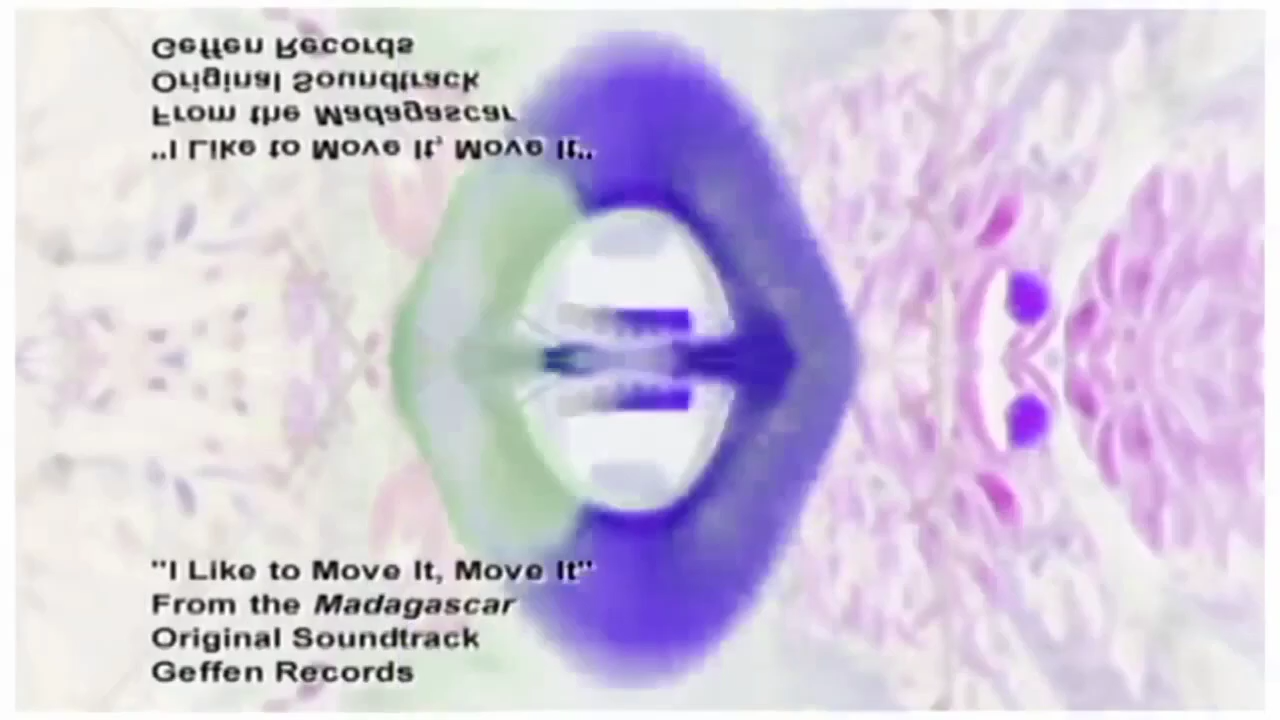 Geffen Records
Original Soundtrack
From the Madagascar
"I Like to Move It, Move It"
"I Like to Move It, Move It"
From the Madagascar
Original Soundtrack
Geffen Records